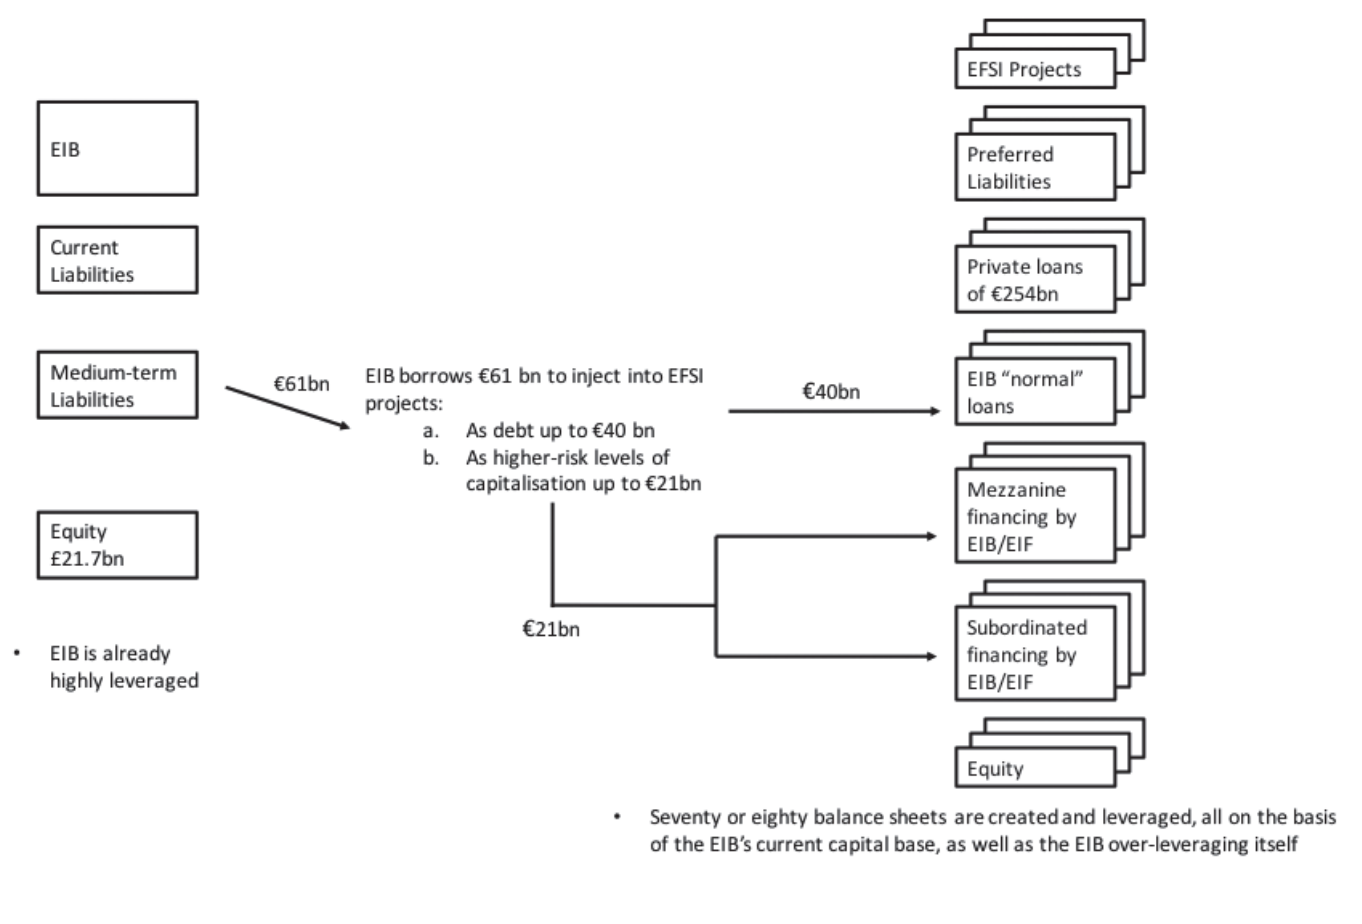 EIB
Current
Liabilities
Medium-term
Liabilities
Equity
£21.7bn
• EIB is already
highly leveraged
€61bn
EIB borrows €61 bn to inject into EFSI
projects:
a. As debt up to €40 bn
b. As higher-risk levels of
capitalisation up to €21bn
€40bn
€21bn
EFSI Projects
Preferred
Liabilities
Private loans
of €254bn
EIB “normal”
loans
Mezzanine
financing by
EIB/EIF
Subordinated
financing by
EIB/EIF
Equity
• Seventy or eighty balance sheets are created and leveraged, all on the basis
of the EIB’s current capital base, as well as the EIB over-leveraging itself